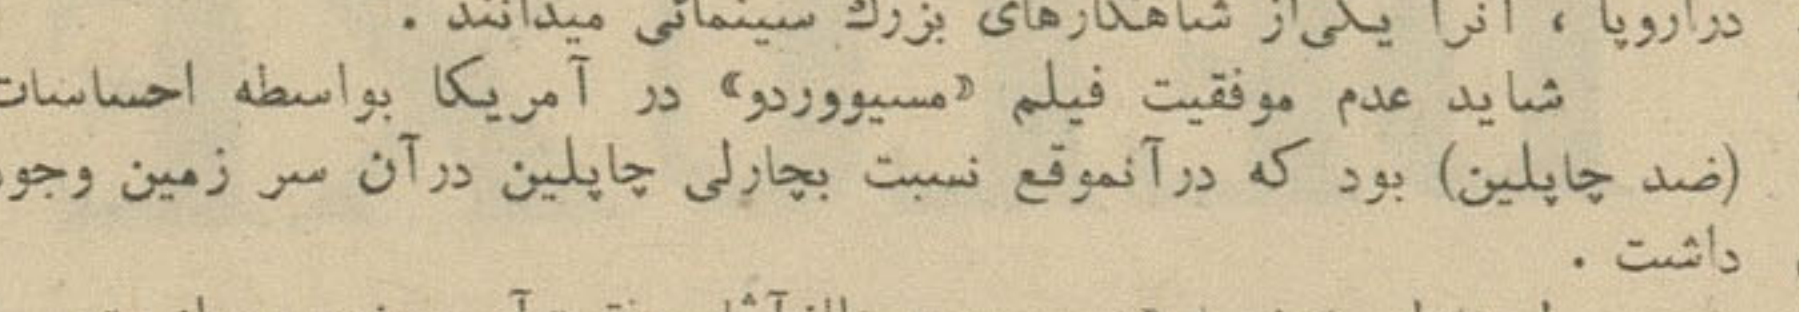 دراروپا ، آنرا یکی از شاهکارهای بزرگ سینمائی میدانند .
شاید عدم موفقیت فیلم «مسیووردو» در آمریکا بواسطه احساسات
(ضد چاپلین) بود که درآنموقع نسبت بچارلی چاپلین درآن سر زمین وجو
داشت .